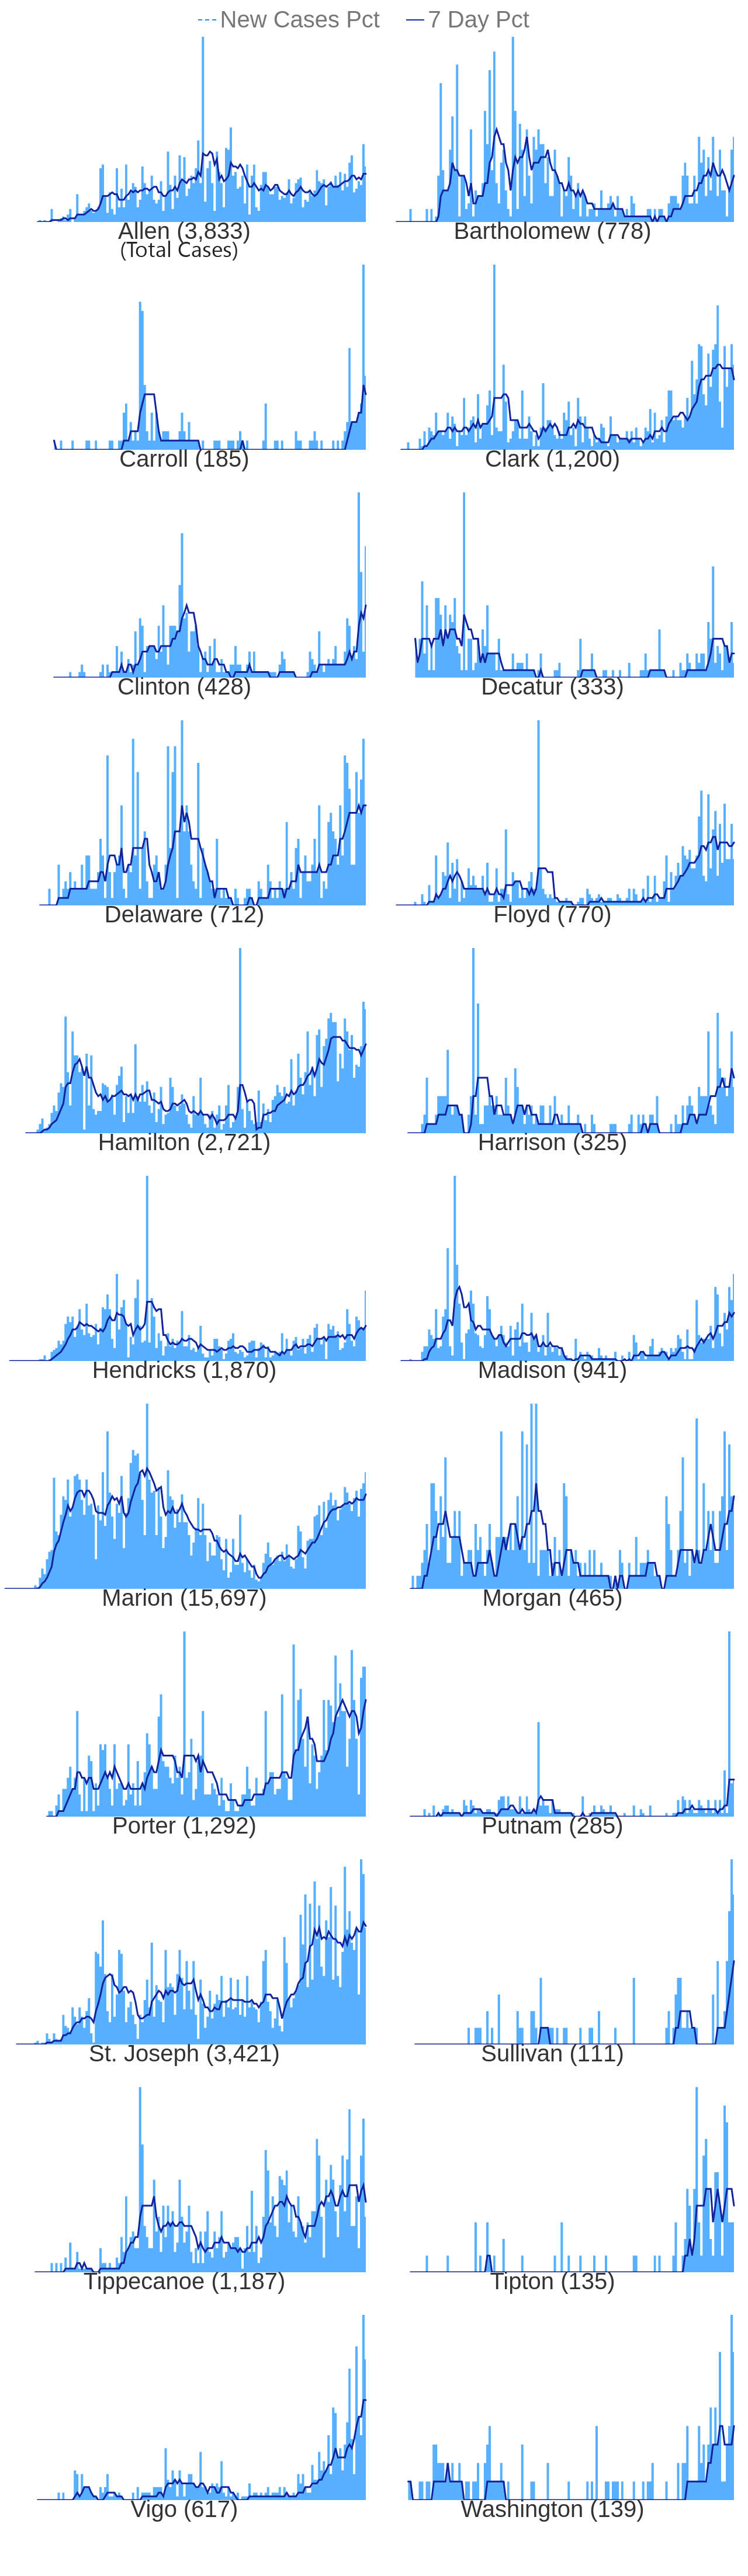 New Cases Pct 7 Day Pct
Allen (3,833) Bartholomew (778)
(Total Cases)
Carroll (185) Clark (1,200)
Clinton (428) Decatur (333)
Delaware (712) Floyd (770)
Hamilton (2,721) Harrison (325)
Hendricks (1,870) Madison (941)
Marion (15,697) Morgan (465)
Porter (1,292) Putnam (285)
St. Joseph (3,421) Sullivan (111)
Tippecanoe (1,187) Tipton (135)
Vigo (617) Washington (139)